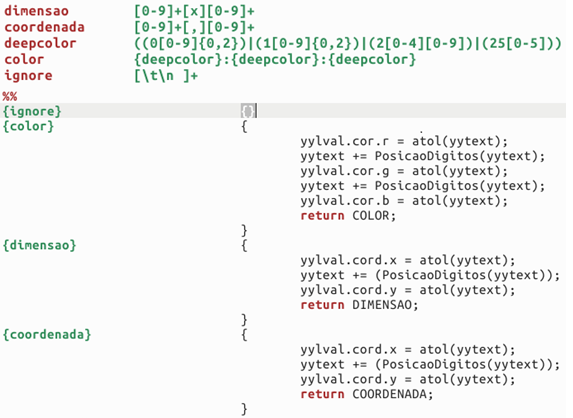 dimensao [0-9]+[x][0-9]+
coordenada [0-9]+[,][0-9]+
deepcolor ((0[0-9]{0,2})|(1[0-9]{0,2})|(2[0-4][0-9])|(25[0-5]))
color {deepcolor}:{deepcolor}:{deepcolor}
ignore [\t\n ]+
%%
{ignore} {}
{color} {
yylval.cor.r = atol(yytext);
yytext += PosicaoDigitos(yytext);
yylval.cor.g = atol(yytext);
yytext += PosicaoDigitos(yytext);
yylval.cor.b = atol(yytext);
return COLOR;
}
{dimensao} {
yylval.cord.x = atol(yytext);
yytext += (PosicaoDigitos(yytext));
yylval.cord.y = atol(yytext);
return DIMENSAO;
}
{coordenada} {
yylval.cord.x = atol(yytext);
yytext += (PosicaoDigitos(yytext));
yylval.cord.y = atol(yytext);
return COORDENADA;
}